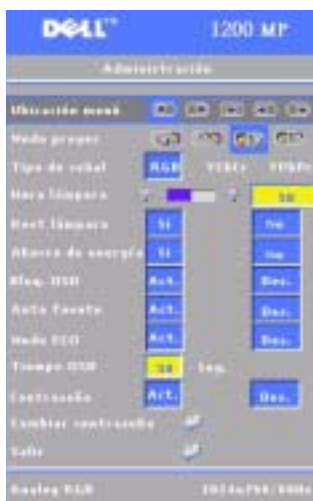 DELL™ 1200 MP
Administración
Ubicación menú
Modo proyec
Tipo de señal RGB YCbCr YPbPr
Hora lámpara
Rest. lámpara Sí No
Ahorro de energía Sí No
Bloq. OSD Act. Des.
Auto fuente Act. Des.
Modo ECO Act. Des.
Tiempo OSD Seg.
Contraseña Act. Des.
Cambiar contraseña
Salir
Analog RGB 1024x768/60Hz